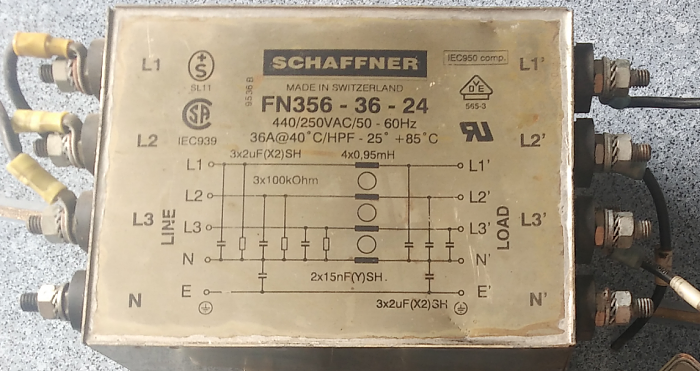 SCHAFFNER
IEC950 comp.
L1
S
SL11
9536 B
MADE IN SWITZERLAND
FN356 - 36 - 24
VDE
565-3
L1'
SA
IEC939
440/250VAC/50 - 60Hz
36A@40°C/HPF - 25° +85°C
L2
L2'
3x2uF(X2)SH
4x0,95mH
L1
L1'
3x100kOhm
L2
L2'
L3
L3'
L3
L3'
LINE
LOAD
N
N'
2x15nF(Y)SH.
E
E'
3x2uF(X2)SH
N
N'